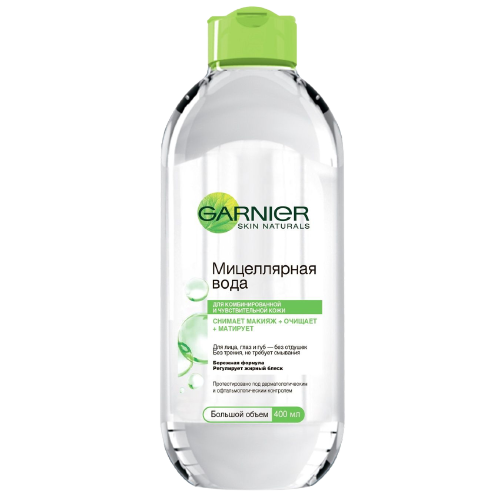 GARNIER
SKIN NATURALS
Мицеллярная
вода
ДЛЯ КОМБИНИРОВАННОЙ
И ЧУВСТВИТЕЛЬНОЙ КОЖИ
СНИМАЕТ МАКИЯЖ + ОЧИЩАЕТ
+ МАТИРУЕТ
Для лица, глаз и губ — без отдушек
Без трения, не требует смывания
Бережная формула
Регулирует жирный блеск
Протестировано под дерматологическим
и офтальмологическим контролем
Большой объем 400 мл